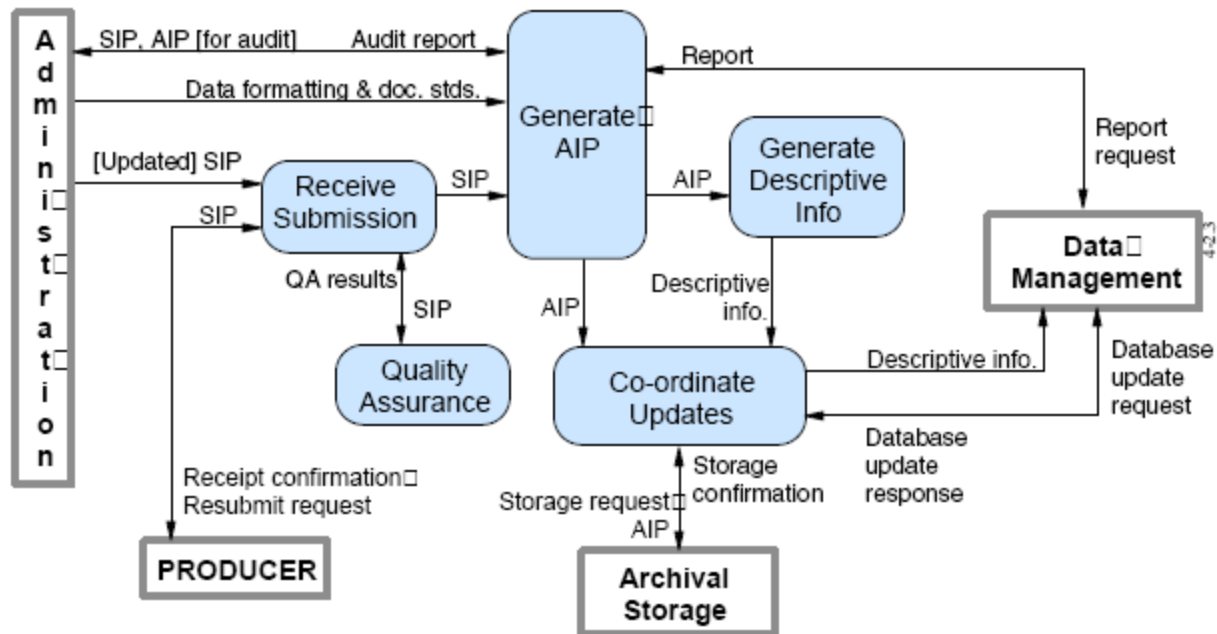 A
d
m
i
n
i□
s
t□
r
a
t□
i
o
n
SIP, AIP [for audit]
Audit report
Data formatting & doc. stds.
[Updated] SIP
SIP
Receive
Submission
SIP
QA results
SIP
Quality
Assurance
Receipt confirmation□
Resubmit request
PRODUCER
Generate□
AIP
AIP
AIP
Generate
Descriptive
Info
Descriptive
info.
Report
Report
request
Data□
Management
4-2.3
Co-ordinate
Updates
Descriptive info.
Database
update
request
Database
update
response
Storage
confirmation
Storage request□
AIP
Archival
Storage